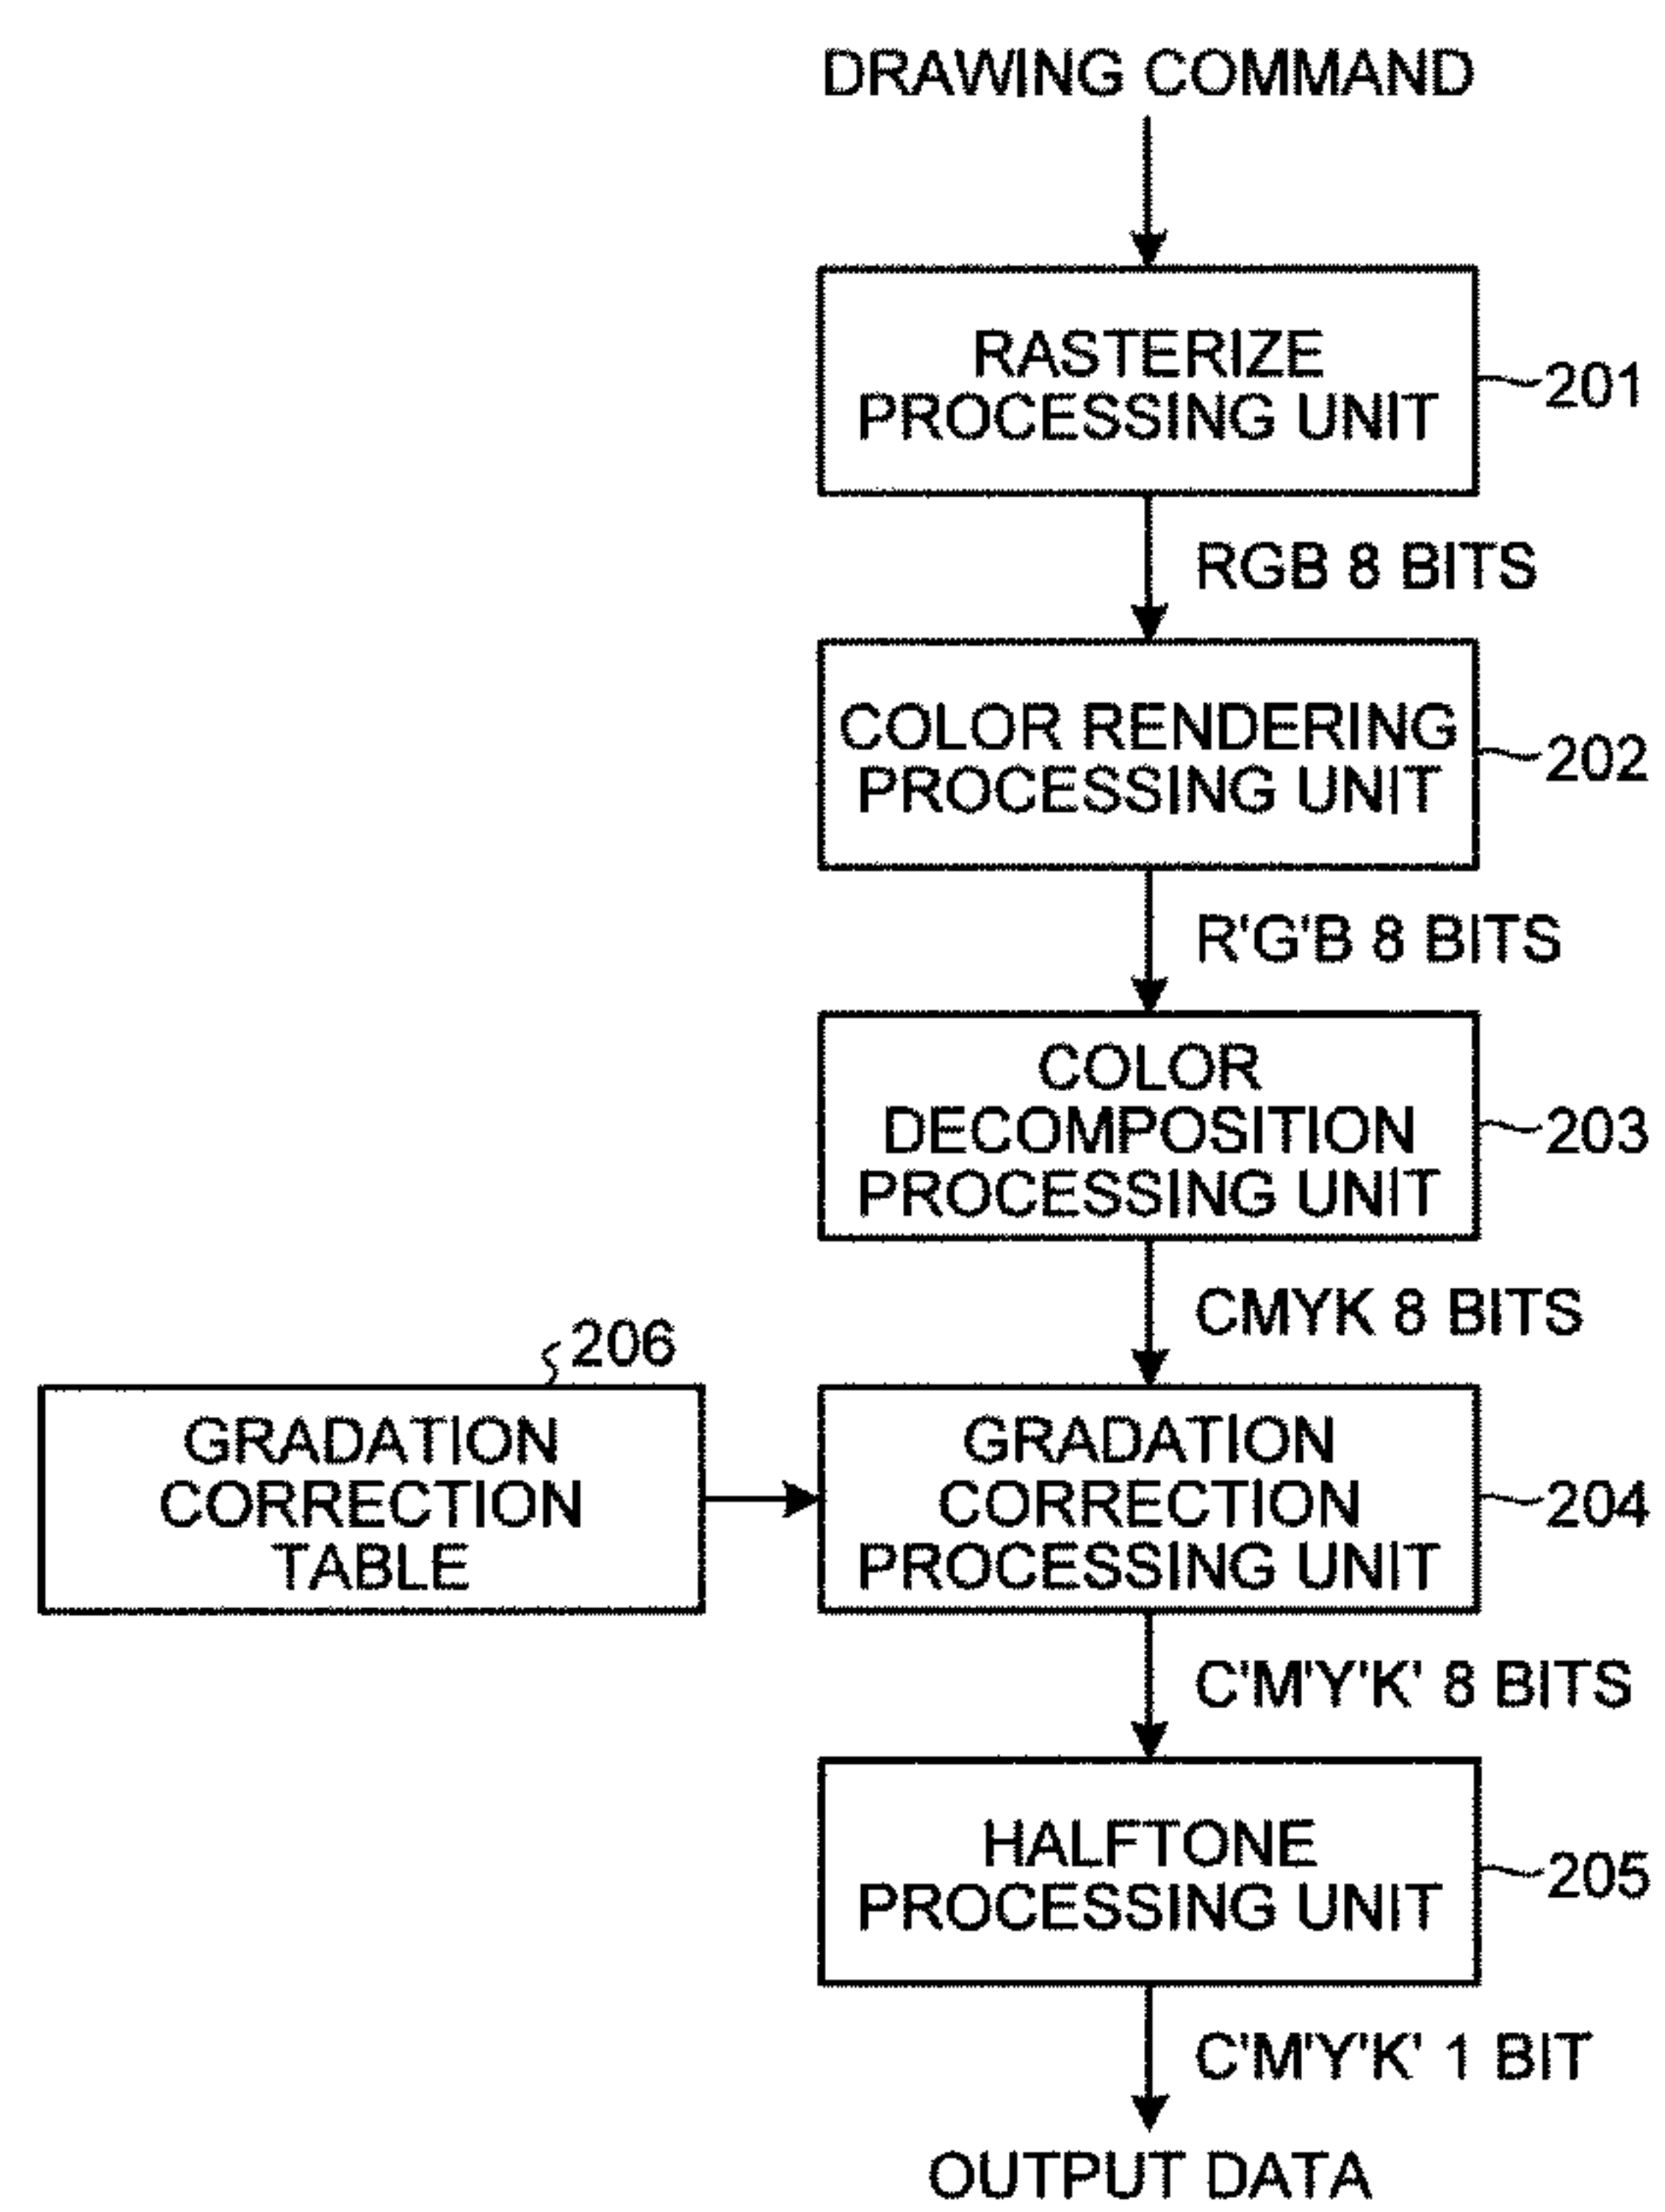 DRAWING COMMAND
RASTERIZE
PROCESSING UNIT
201
RGB 8 BITS
COLOR RENDERING
PROCESSING UNIT
202
R'G'B 8 BITS
COLOR
DECOMPOSITION
PROCESSING UNIT
203
CMYK 8 BITS
206
GRADATION
CORRECTION
TABLE
GRADATION
CORRECTION
PROCESSING UNIT
204
C'M'Y'K' 8 BITS
HALFTONE
PROCESSING UNIT
205
C'M'Y'K' 1 BIT
OUTPUT DATA